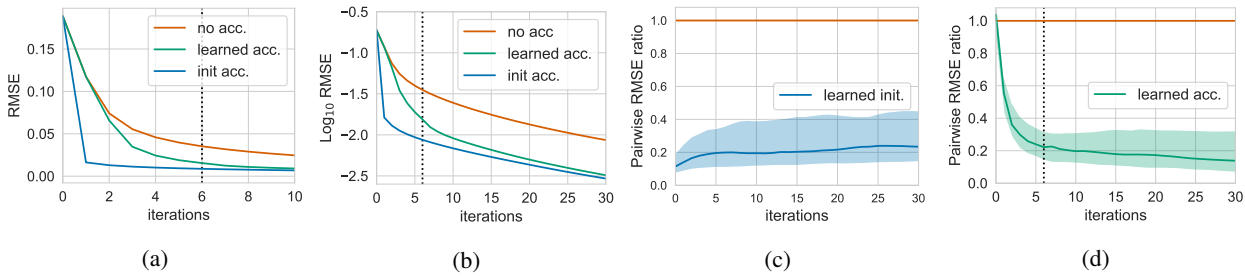 RMSE
0.15
0.10
0.05
0.00
no acc.
learned acc.
init acc.
0 2 4 6 8 10
iterations
(a)
Log10 RMSE
−0.5
−1.0
−1.5
−2.0
−2.5
no acc
learned acc.
init acc.
0 5 10 15 20 25 30
iterations
(b)
Pairwise RMSE ratio
1.0
0.8
0.6
0.4
0.2
0.0
learned init.
0 5 10 15 20 25 30
iterations
(c)
Pairwise RMSE ratio
1.0
0.8
0.6
0.4
0.2
0.0
learned acc.
0 5 10 15 20 25 30
iterations
(d)